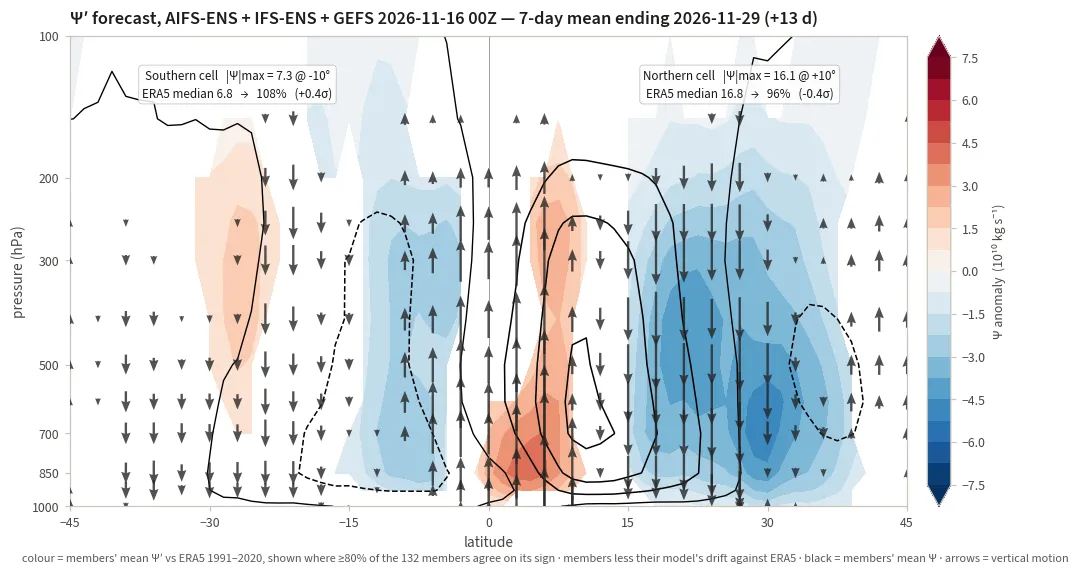 Ψ′ forecast, AIFS-ENS + IFS-ENS + GEFS 2026-11-16 00Z — 7-day mean ending 2026-11-29 (+13 d)
Southern cell |Ψ|max = 7.3 @ -10°
ERA5 median 6.8 → 108% (+0.4σ)
Northern cell |Ψ|max = 16.1 @ +10°
ERA5 median 16.8 → 96% (-0.4σ)
100
200
300
500
700
850
1000
pressure (hPa)
−45
−30
−15
0
15
30
45
latitude
7.5
6.0
4.5
3.0
1.5
0.0
−1.5
−3.0
−4.5
−6.0
−7.5
Ψ anomaly (10¹⁰ kg s⁻¹)
colour = members' mean Ψ′ vs ERA5 1991–2020, shown where ≥80% of the 132 members agree on its sign · members less their model's drift against ERA5 · black = members' mean Ψ · arrows = vertical motion